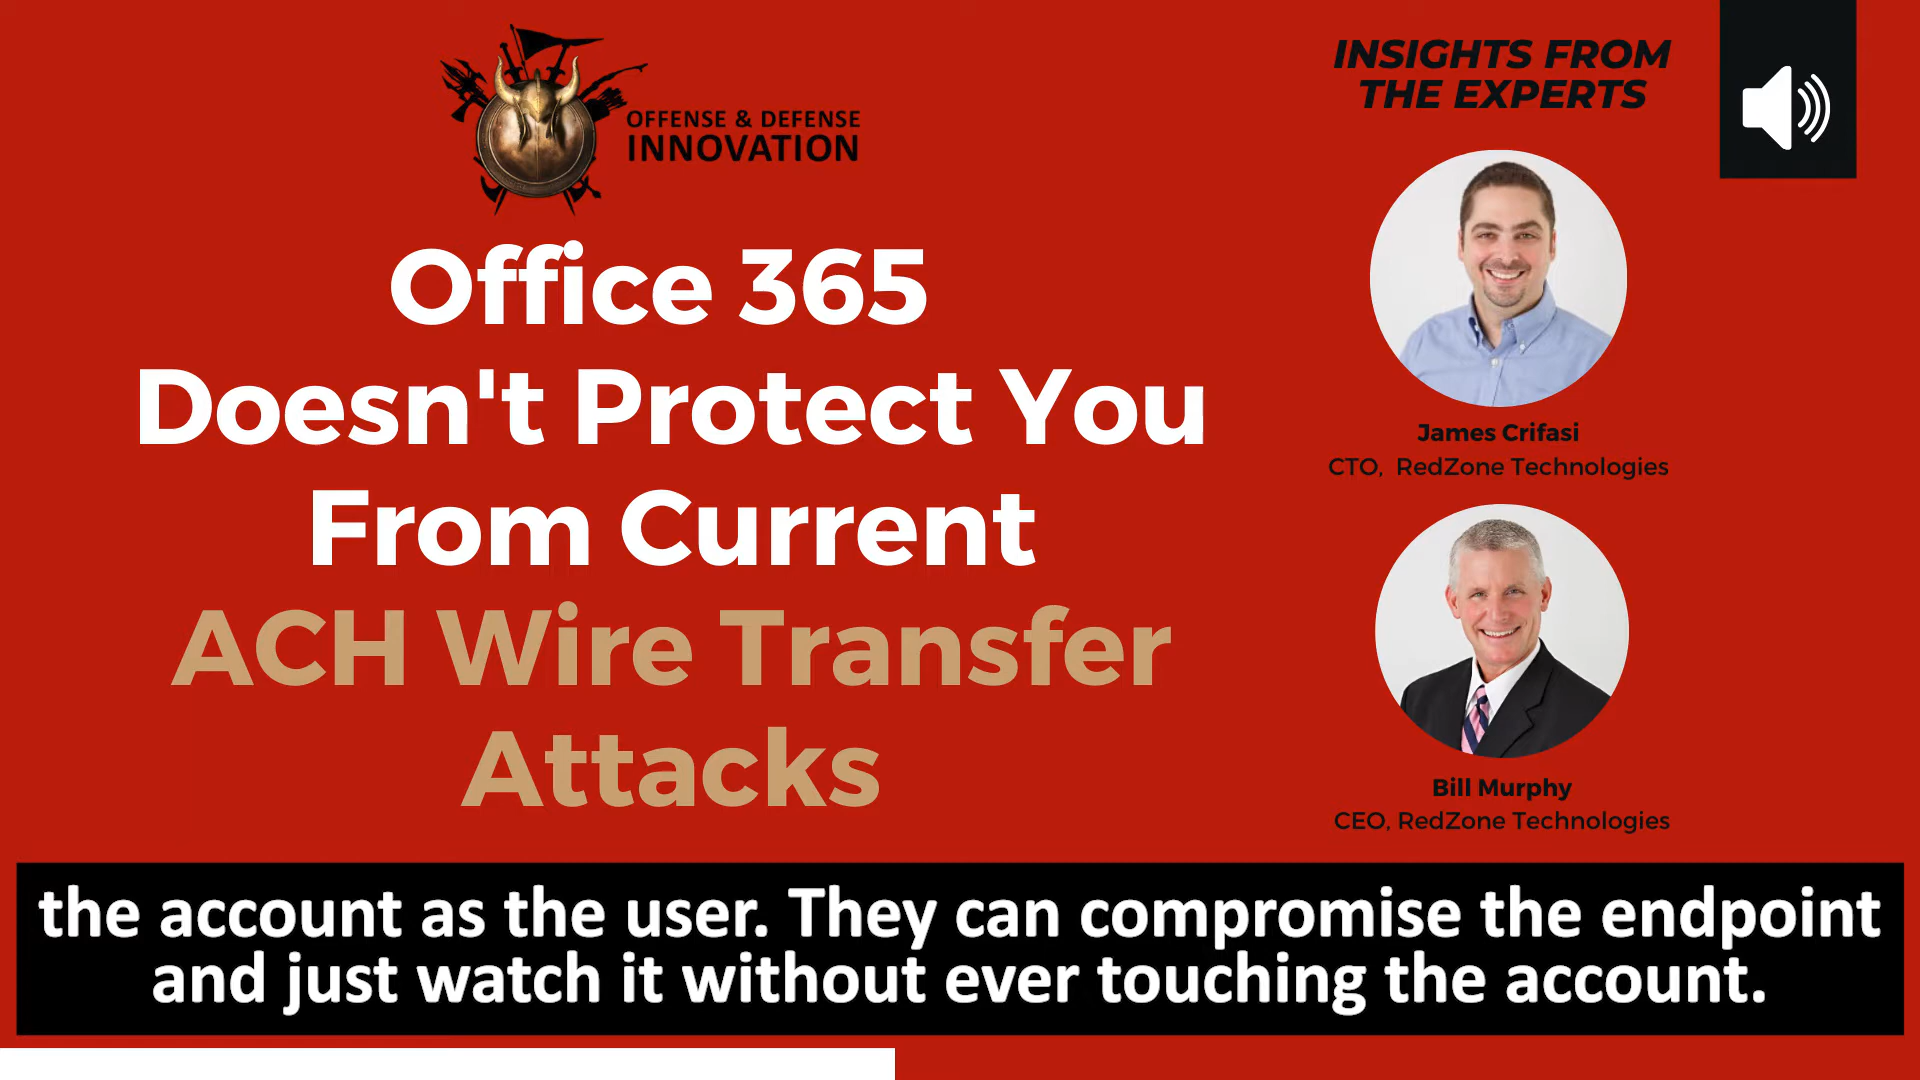 OFFENSE & DEFENSE
INNOVATION
INSIGHTS FROM
THE EXPERTS
Office 365
Doesn't Protect You
From Current
ACH Wire Transfer
Attacks
James Crifasi
CTO, RedZone Technologies
Bill Murphy
CEO, RedZone Technologies
the account as the user. They can compromise the endpoint
and just watch it without ever touching the account.